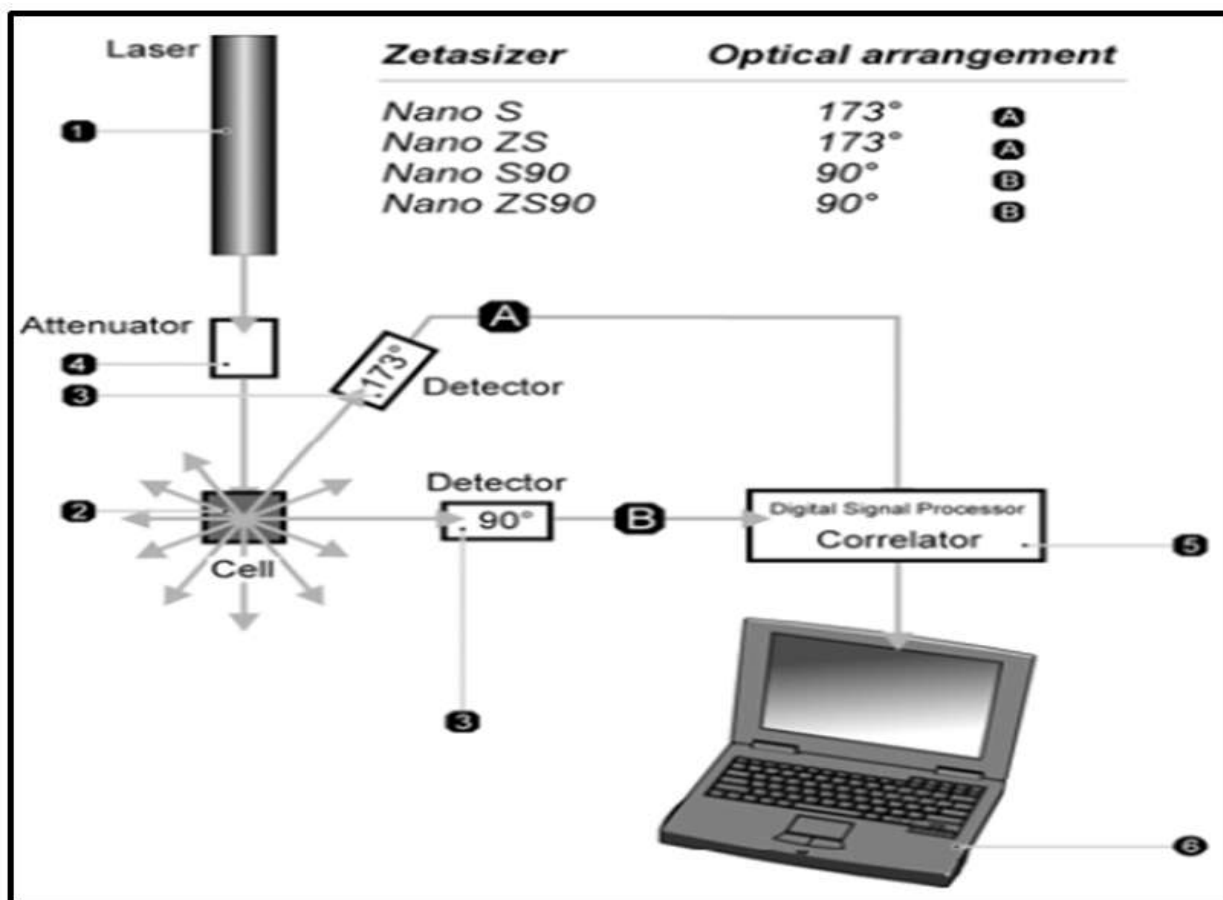 Laser
Zetasizer Optical arrangement
Nano S 173° A
1
Nano ZS 173° A
Nano S90 90° B
Nano ZS90 90° B
A
Attenuator
4
173°
3
Detector
Detector
2
90°
B
Digital Signal Processor
Correlator
5
Cell
3
6